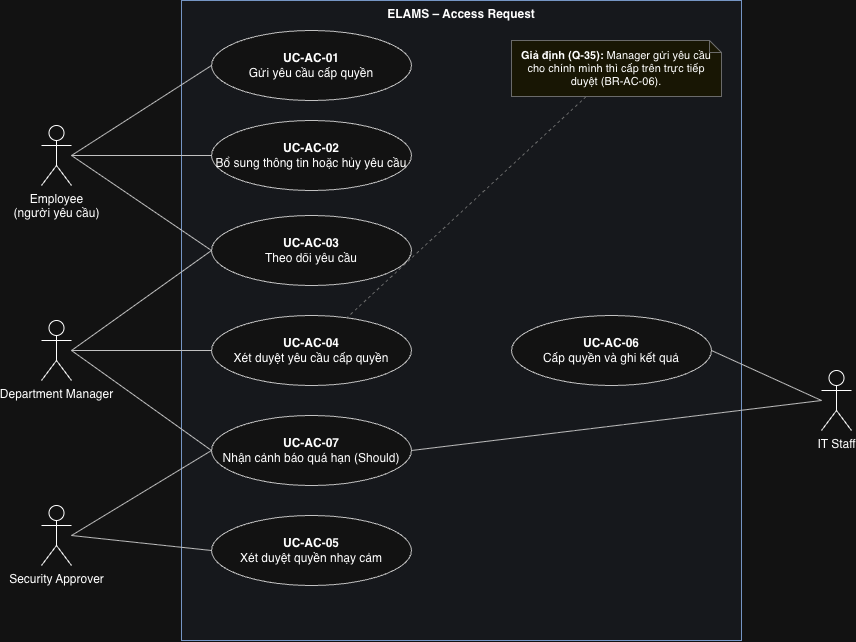 ELAMS – Access Request
UC-AC-01
Gửi yêu cầu cấp quyền
Giả định (Q-35): Manager gửi yêu cầu
cho chính mình thì cấp trên trực tiếp
duyệt (BR-AC-06).
UC-AC-02
Bổ sung thông tin hoặc hủy yêu cầu
Employee
(người yêu cầu)
UC-AC-03
Theo dõi yêu cầu
UC-AC-04
Xét duyệt yêu cầu cấp quyền
UC-AC-06
Cấp quyền và ghi kết quả
Department Manager
IT Staff
UC-AC-07
Nhận cảnh báo quá hạn (Should)
UC-AC-05
Xét duyệt quyền nhạy cảm
Security Approver